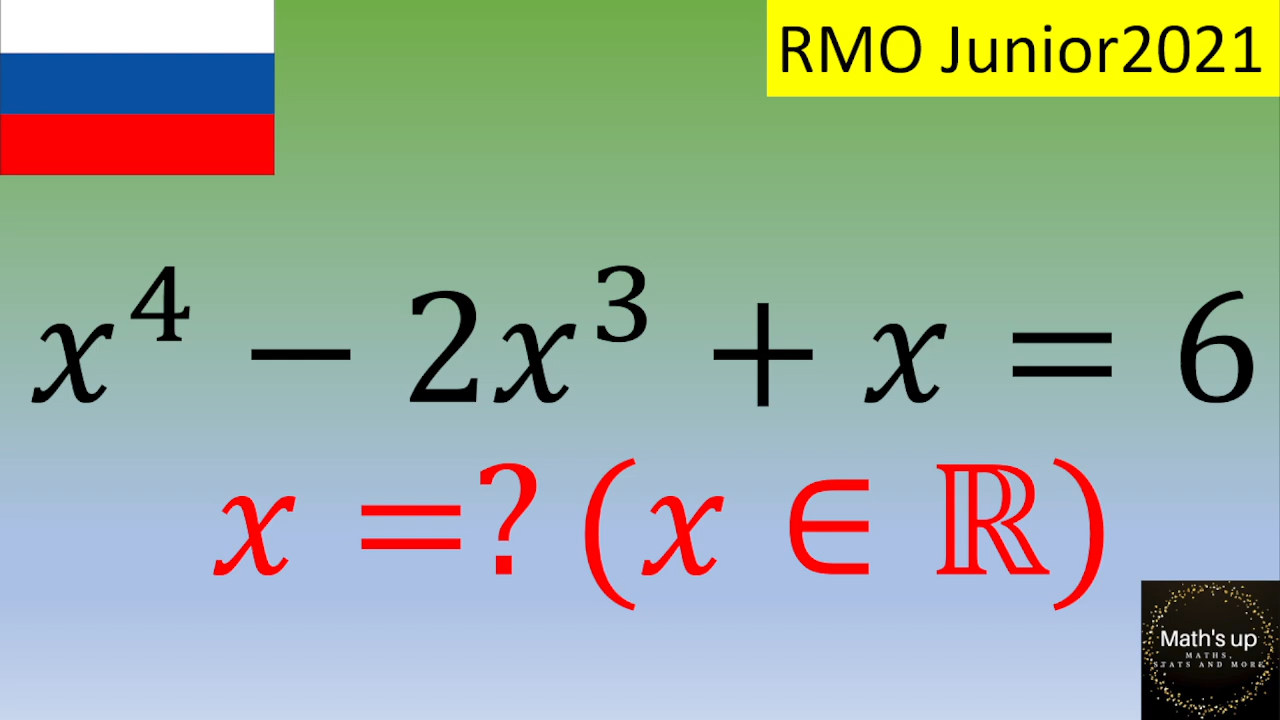 RMO Junior2021
x⁴ − 2x³ + x = 6
x =? (x ∈ ℝ)
Math's up
MATHS,
STATS AND MORE